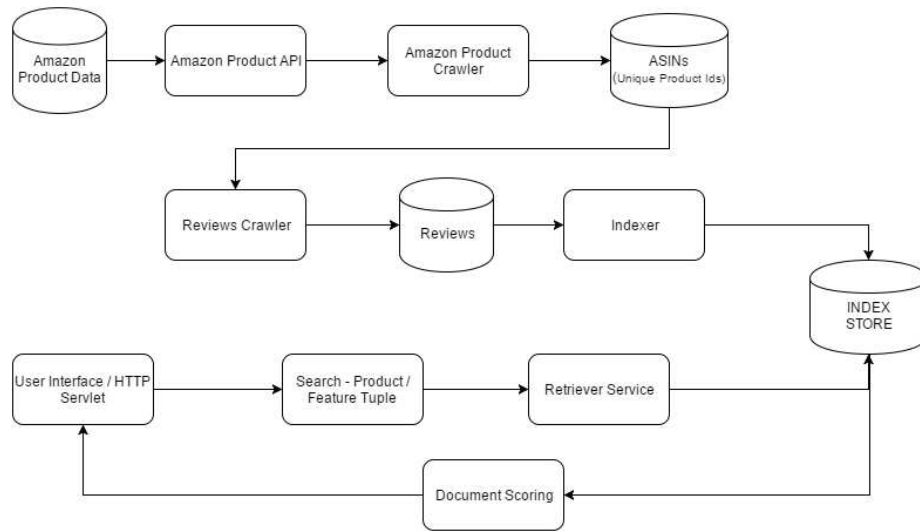 Amazon
Product Data
Amazon Product API
Amazon Product
Crawler
ASINs
(Unique Product Ids)
Reviews Crawler
Reviews
Indexer
INDEX
STORE
User Interface / HTTP
Servlet
Search - Product /
Feature Tuple
Retriever Service
Document Scoring